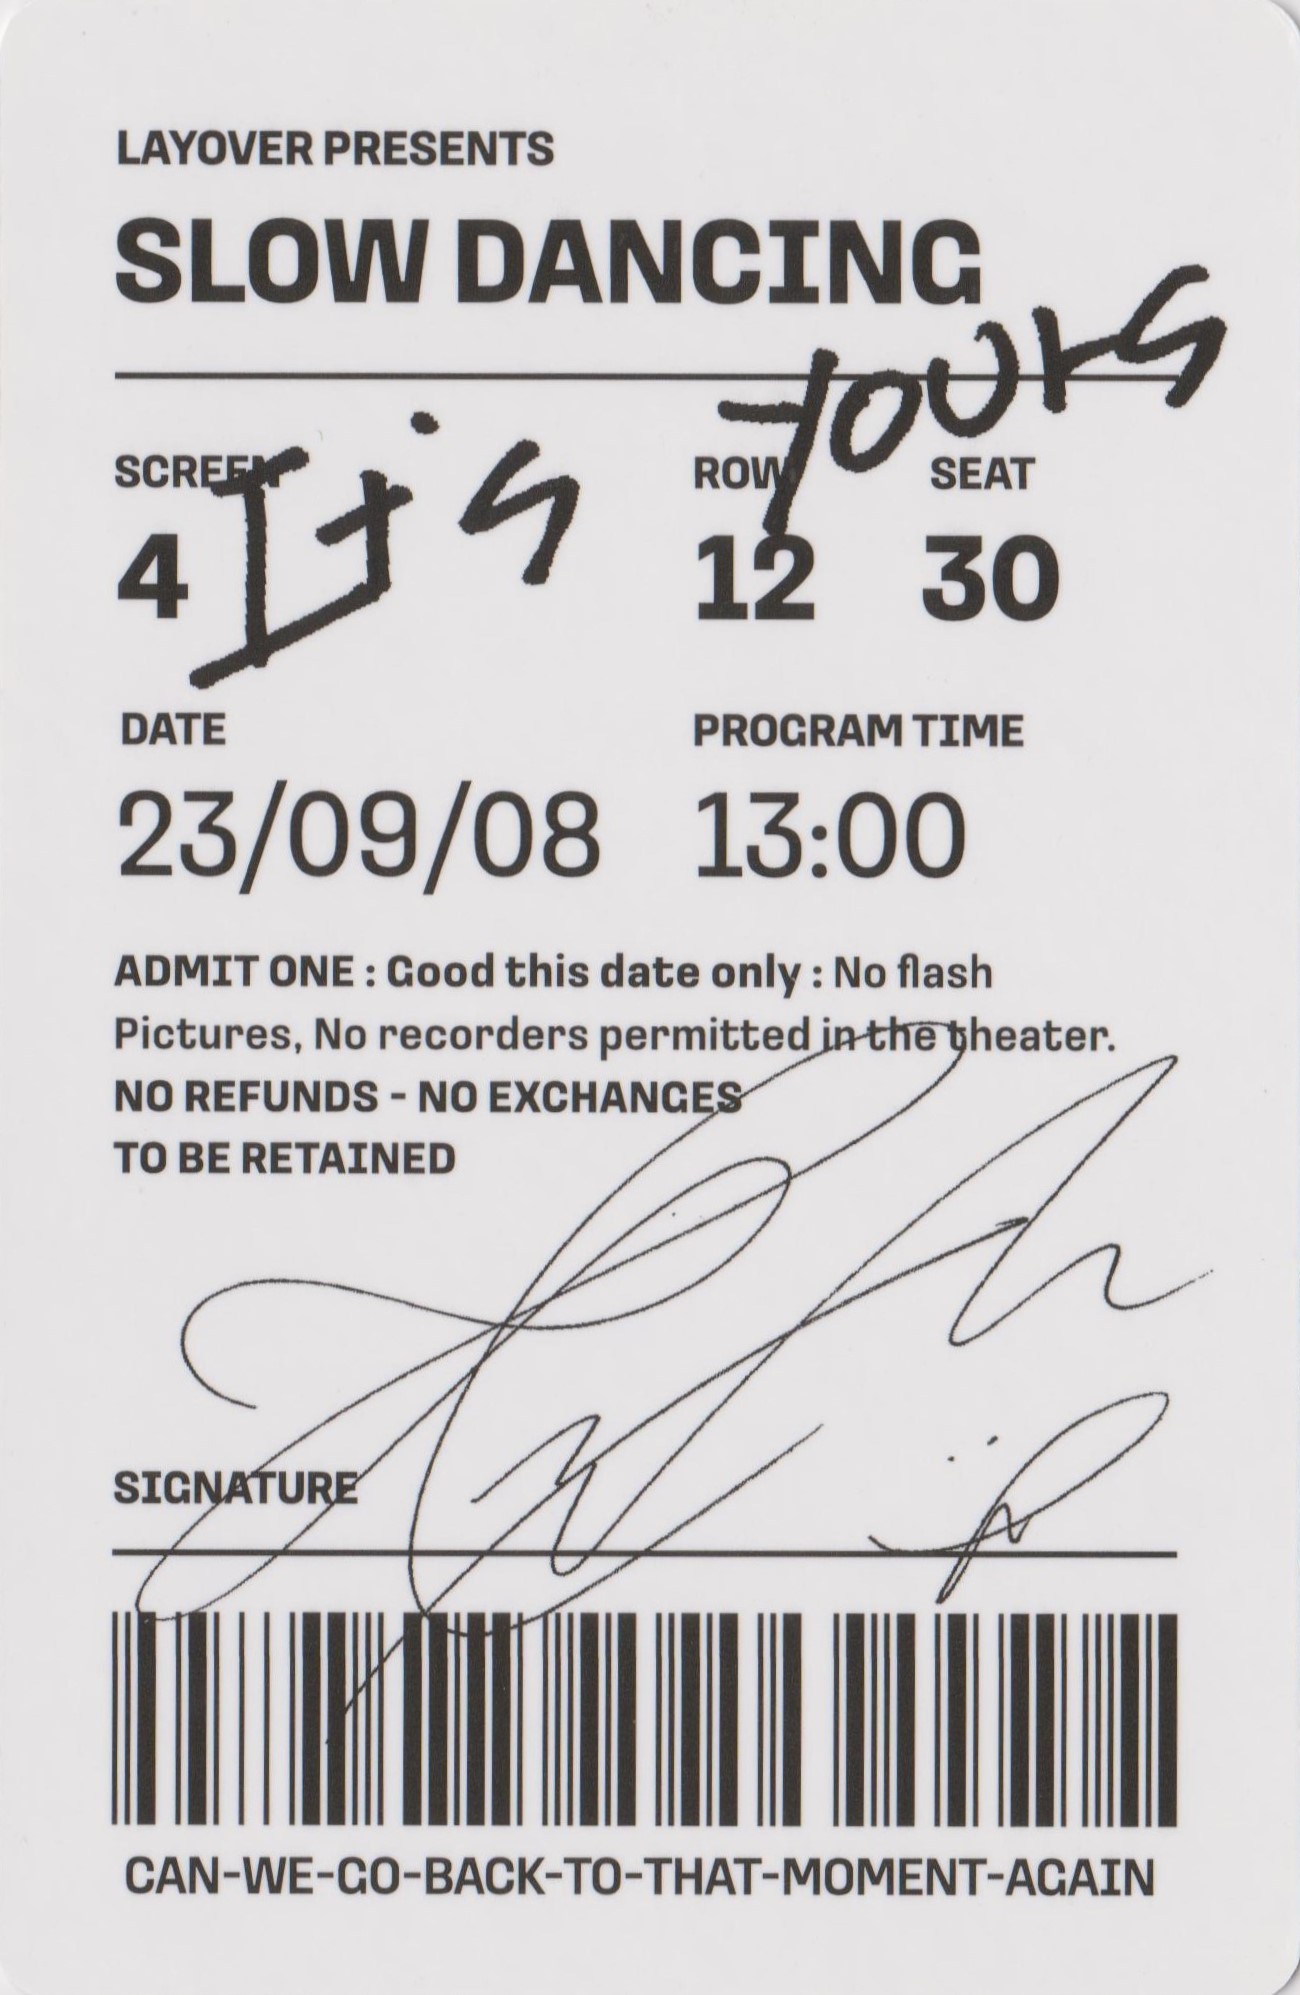 LAYOVER PRESENTS
SLOW DANCING
It's yours
SCREEN ROW SEAT
4 12 30
DATE PROGRAM TIME
23/09/08 13:00
ADMIT ONE : Good this date only : No flash
Pictures, No recorders permitted in the theater.
NO REFUNDS - NO EXCHANGES
TO BE RETAINED
SIGNATURE
CAN-WE-GO-BACK-TO-THAT-MOMENT-AGAIN